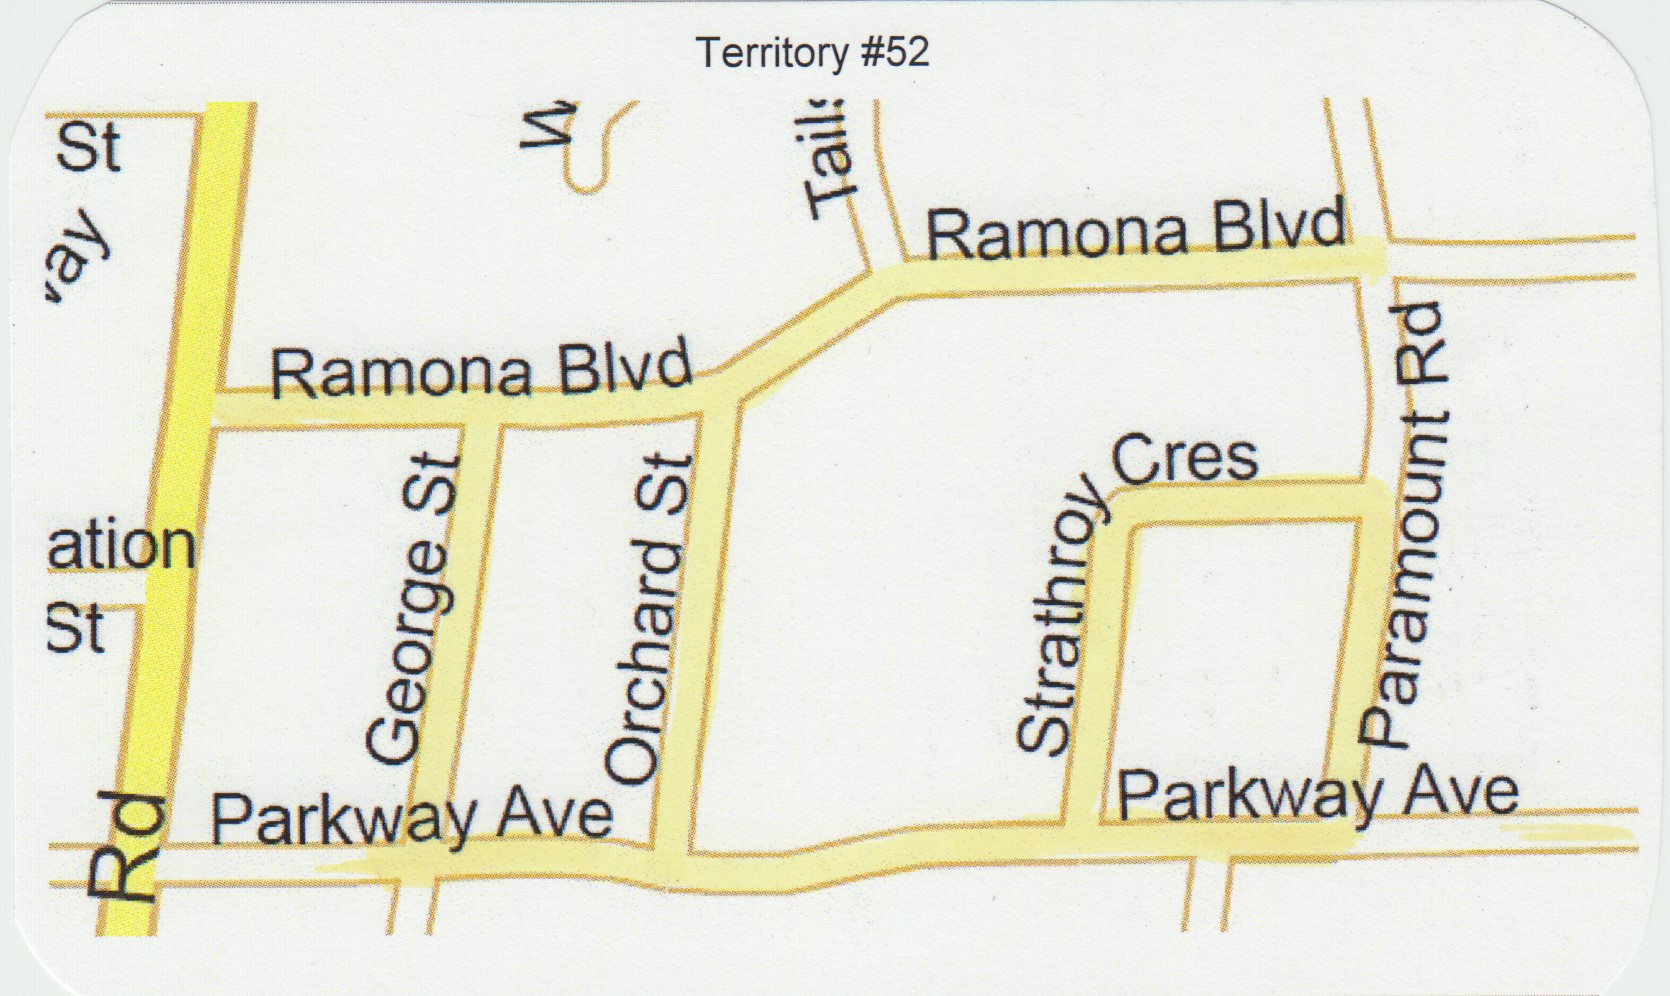 Territory #52
St
Ramona Blvd
Ramona Blvd
George St
Orchard St
Strathroy Cres
Paramount Rd
ation
St
Parkway Ave
Parkway Ave
Rd